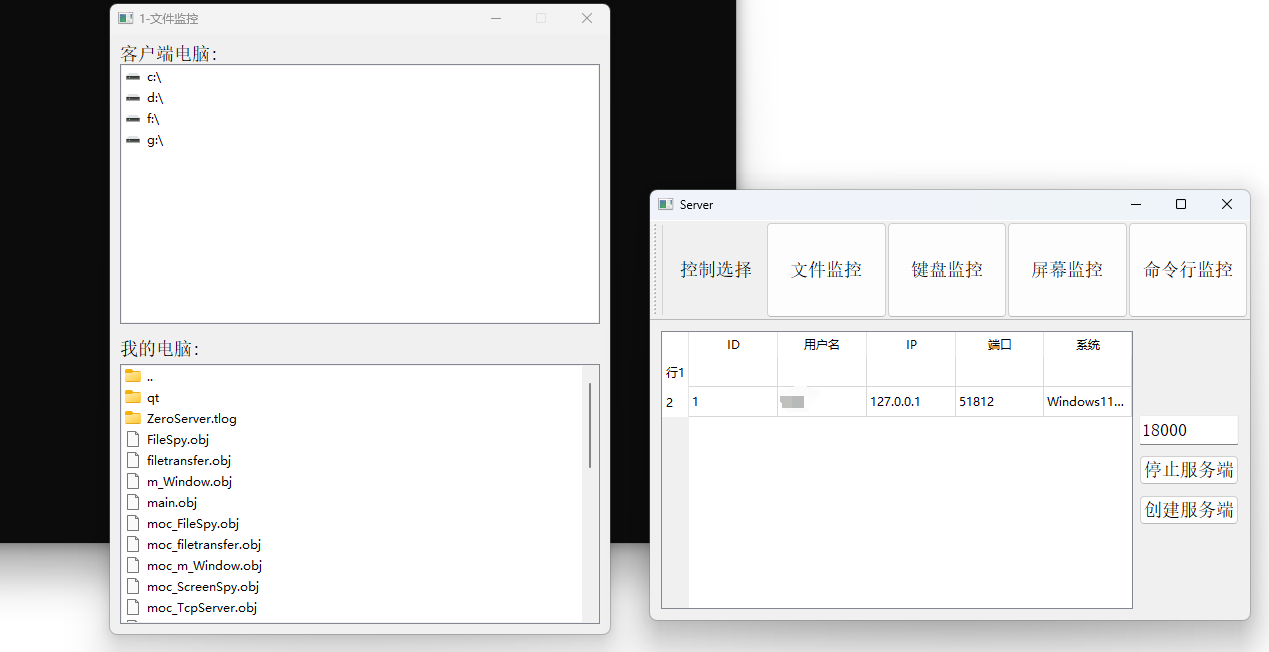 1-文件监控
客户端电脑:
c:\
d:\
f:\
g:\
我的电脑:
..
qt
ZeroServer.tlog
FileSpy.obj
filetransfer.obj
m_Window.obj
main.obj
moc_FileSpy.obj
moc_filetransfer.obj
moc_m_Window.obj
moc_ScreenSpy.obj
moc_TcpServer.obj
Server
控制选择 文件监控 键盘监控 屏幕监控 命令行监控
ID 用户名 IP 端口 系统
行1
2 1 127.0.0.1 51812 Windows11...
18000
停止服务端
创建服务端